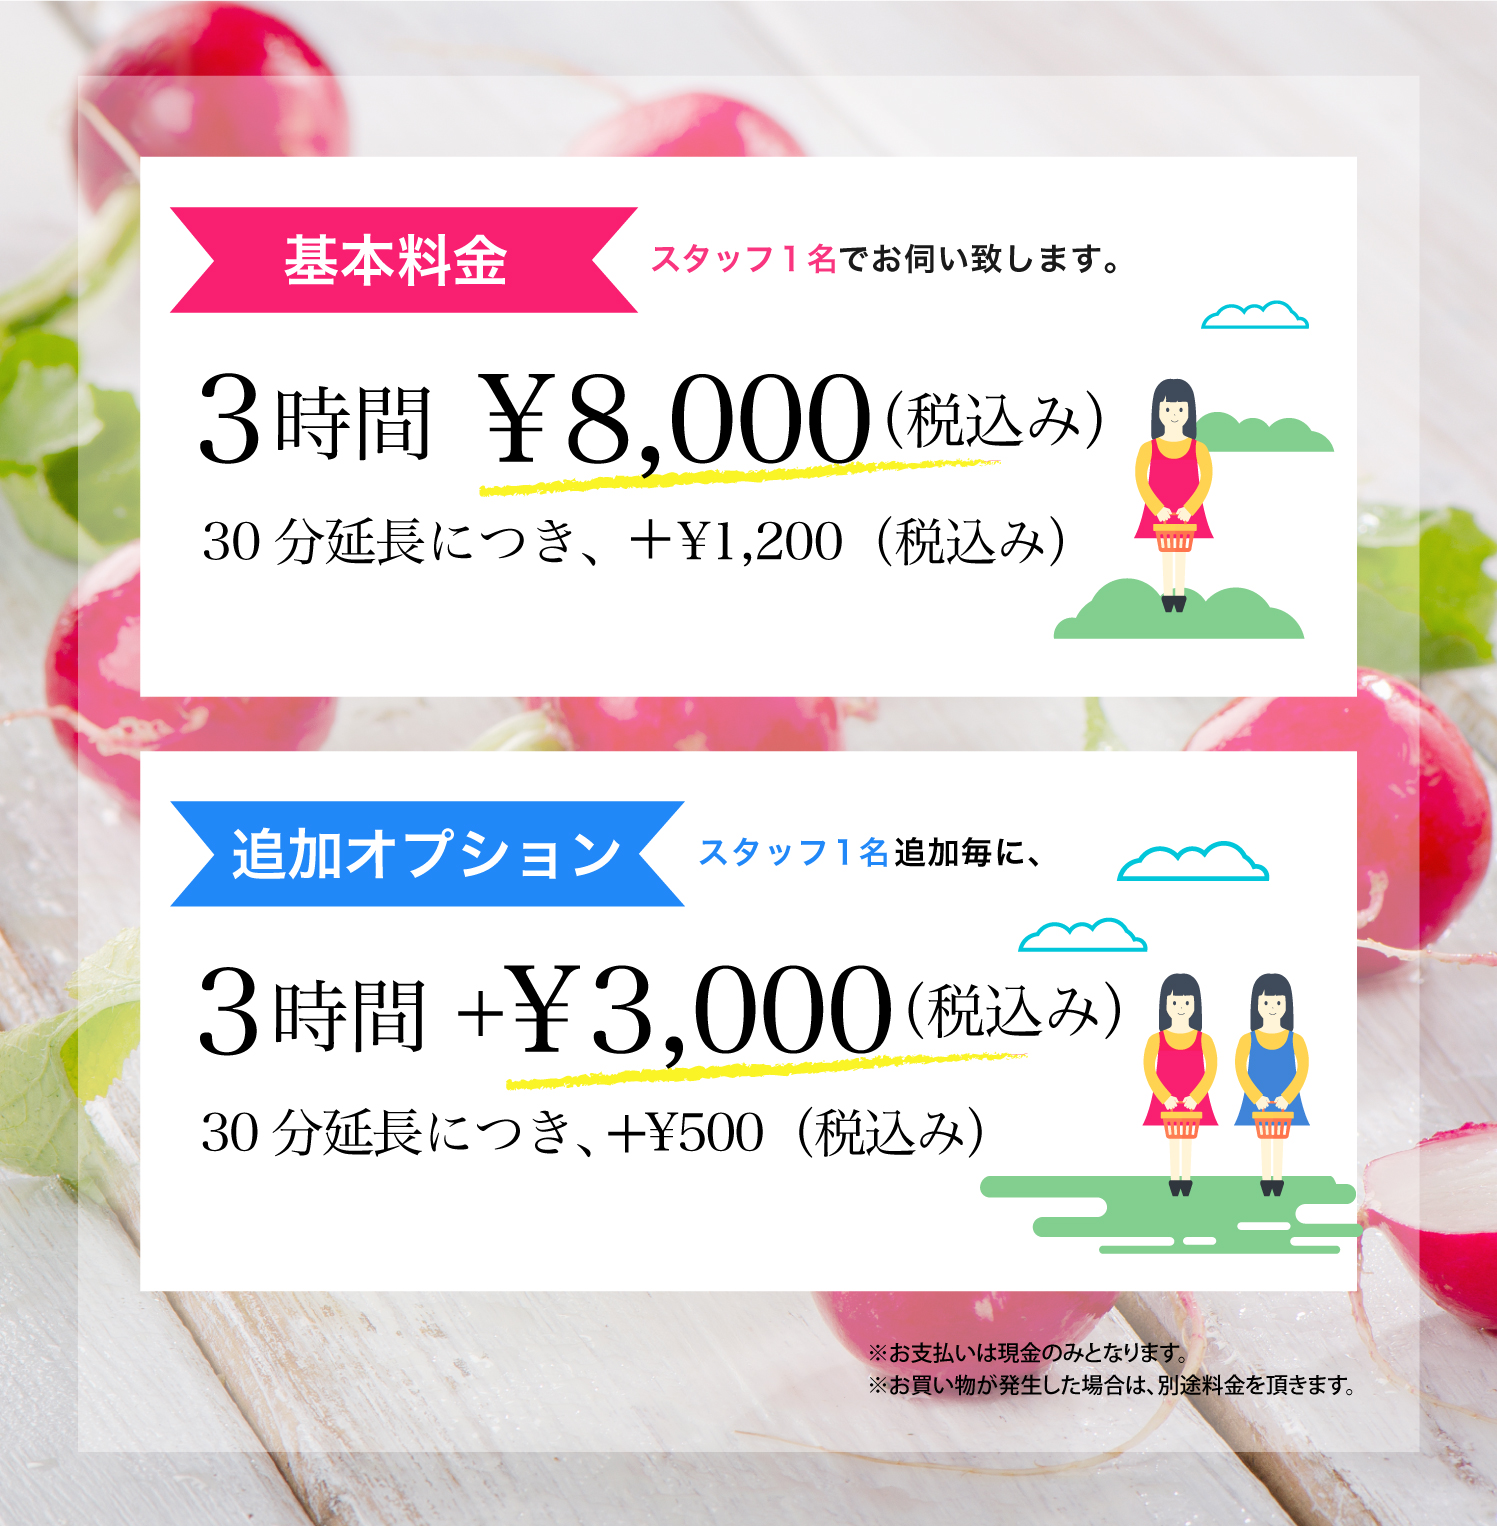 基本料金
スタッフ1名でお伺い致します。
3時間 ¥8,000(税込み)
30分延長につき、+¥1,200(税込み)
追加オプション
スタッフ1名追加毎に、
3時間 +¥3,000(税込み)
30分延長につき、+¥500(税込み)
※お支払いは現金のみとなります。
※お買い物が発生した場合は、別途料金を頂きます。